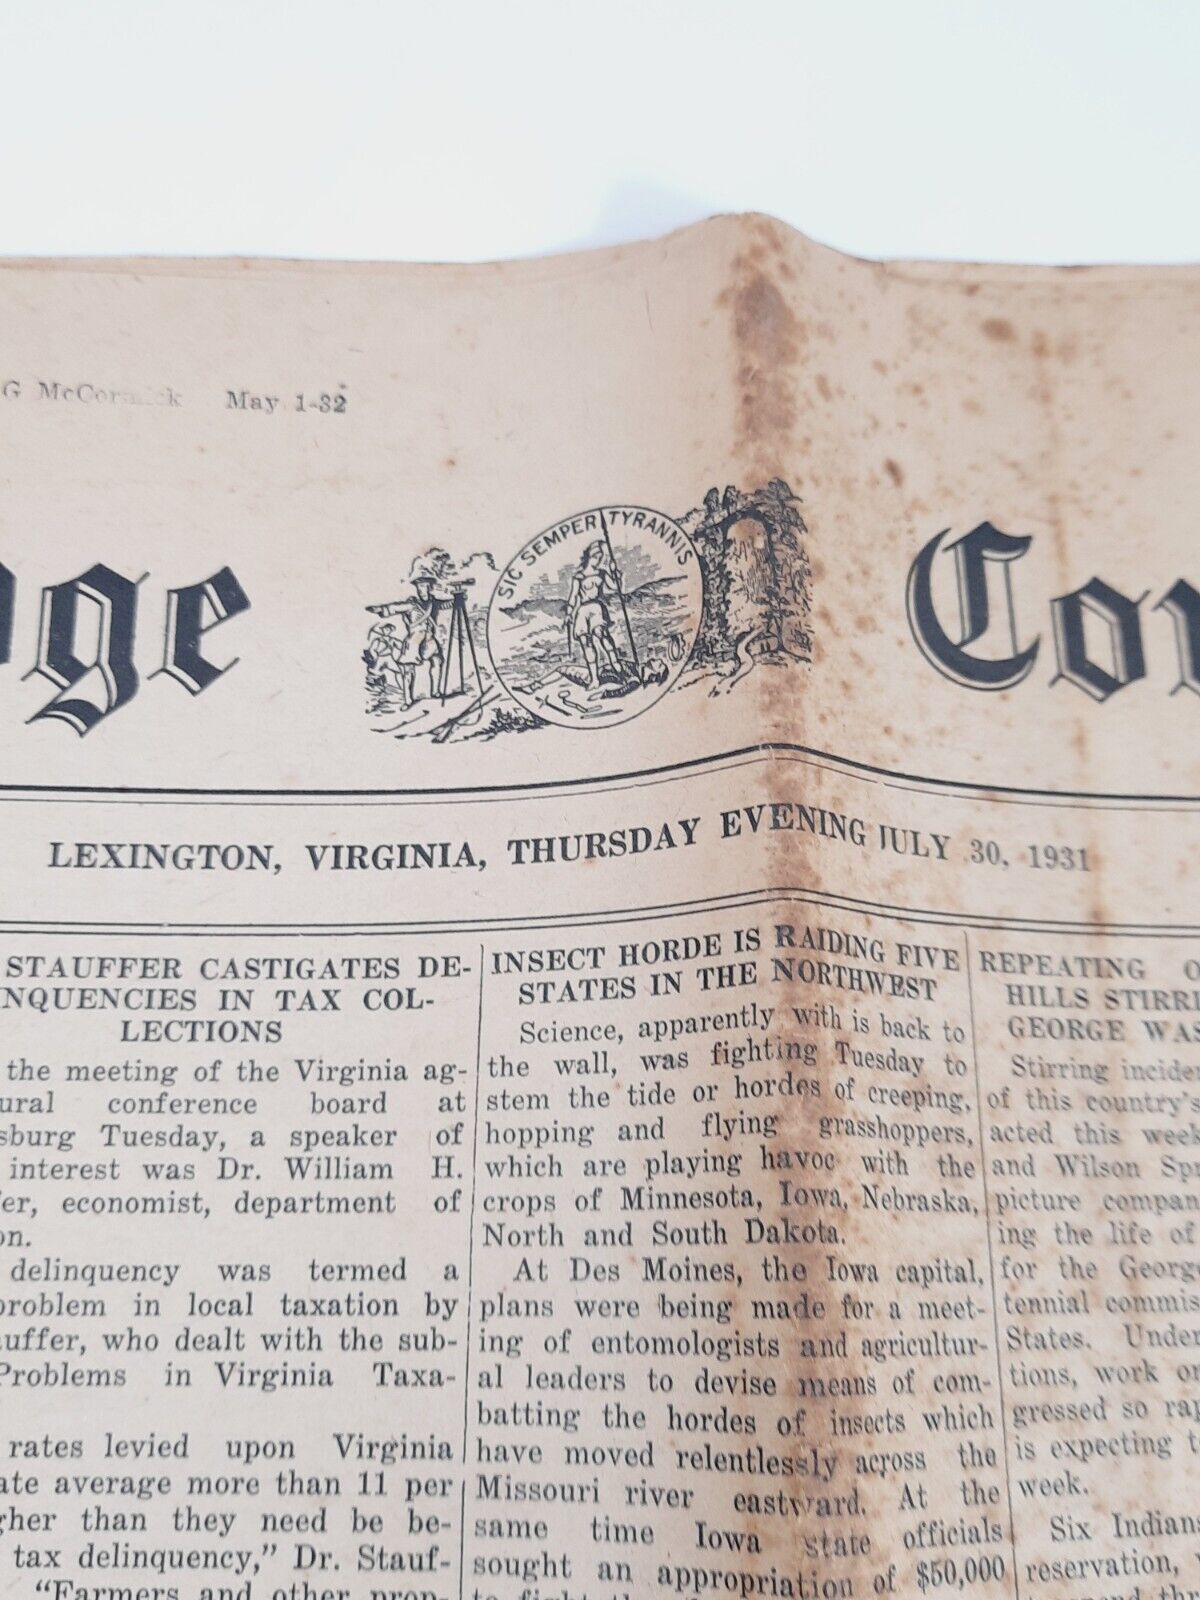 G McCormick May 1-32
SIC SEMPER TYRANNIS
LEXINGTON, VIRGINIA, THURSDAY EVENING JULY 30, 1931
STAUFFER CASTIGATES DE-
NQUENCIES IN TAX COL-
LECTIONS
the meeting of the Virginia ag-
ural conference board at
sburg Tuesday, a speaker of
interest was Dr. William H.
fer, economist, department of
on.
delinquency was termed a
problem in local taxation by
auffer, who dealt with the sub-
Problems in Virginia Taxa-
rates levied upon Virginia
ate average more than 11 per
gher than they need be be-
tax delinquency," Dr. Stauf-
"Farmers and other prop-
INSECT HORDE IS RAIDING FIVE
STATES IN THE NORTHWEST
Science, apparently with is back to
the wall, was fighting Tuesday to
stem the tide or hordes of creeping,
hopping and flying grasshoppers,
which are playing havoc with the
crops of Minnesota, Iowa, Nebraska,
North and South Dakota.
At Des Moines, the Iowa capital,
plans were being made for a meet-
ing of entomologists and agricultur-
al leaders to devise means of com-
batting the hordes of insects which
have moved relentlessly across the
Missouri river eastward. At the
same time Iowa state officials
sought an appropriation of $50,000
REPEATING O
HILLS STIRRI
GEORGE WAS
Stirring inciden
of this country's
acted this week
and Wilson Spr
picture compan
ing the life of
for the George
tennial commis
States. Under
tions, work on
gressed so rap
is expecting t
week.
Six Indians
reservation,